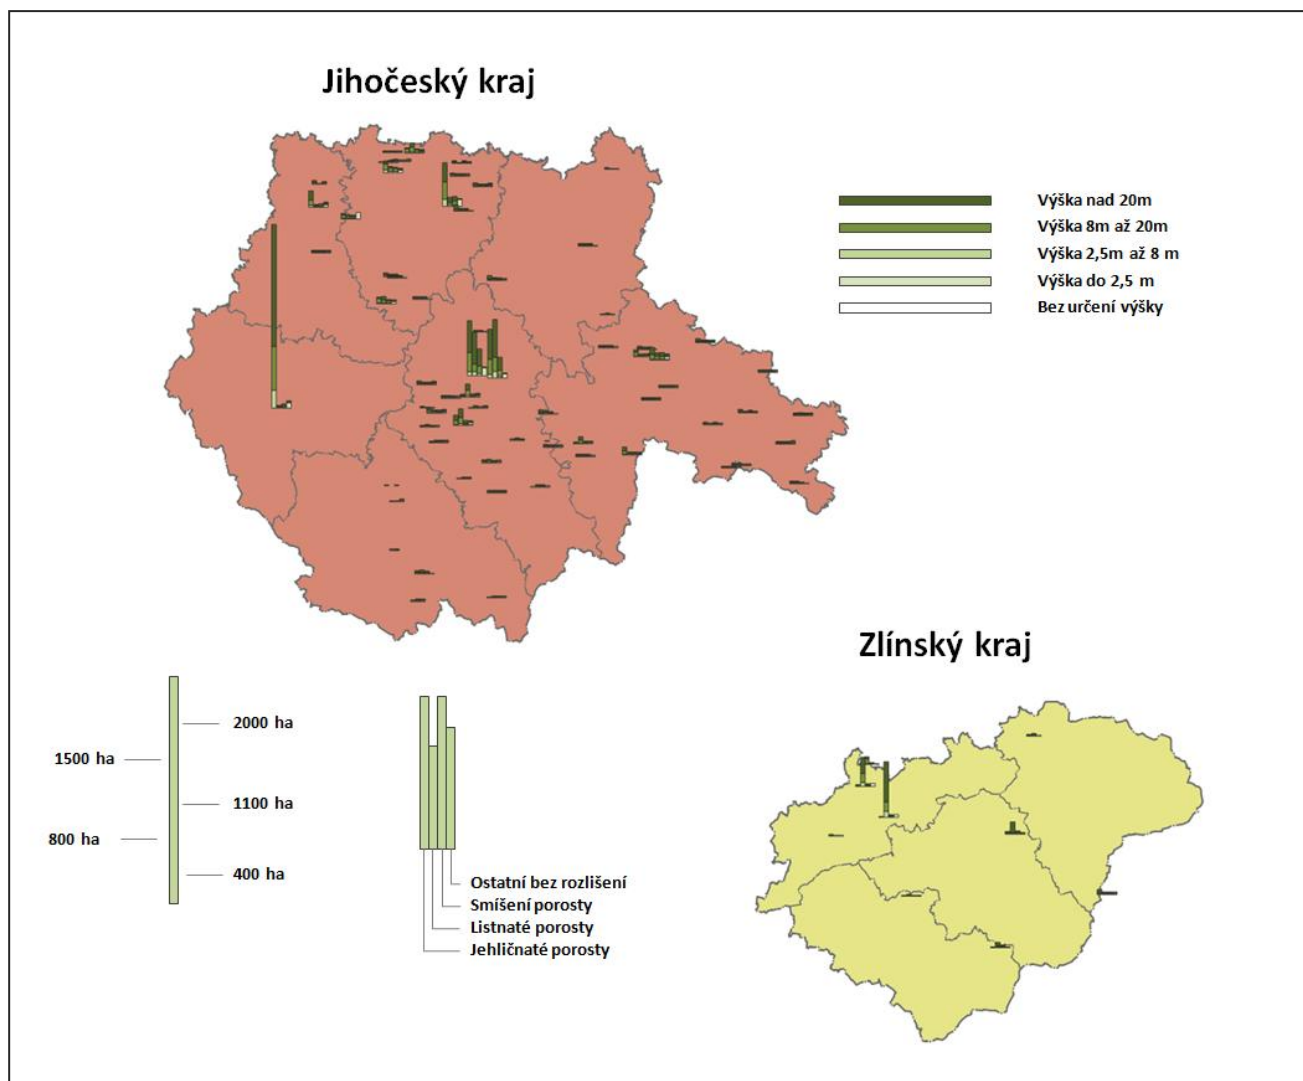 Jihočeský kraj
Výška nad 20m
Výška 8m až 20m
Výška 2,5m až 8 m
Výška do 2,5 m
Bez určení výšky
Zlínský kraj
2000 ha
1500 ha
1100 ha
800 ha
400 ha
Ostatní bez rozlišení
Smíšení porosty
Listnaté porosty
Jehličnaté porosty